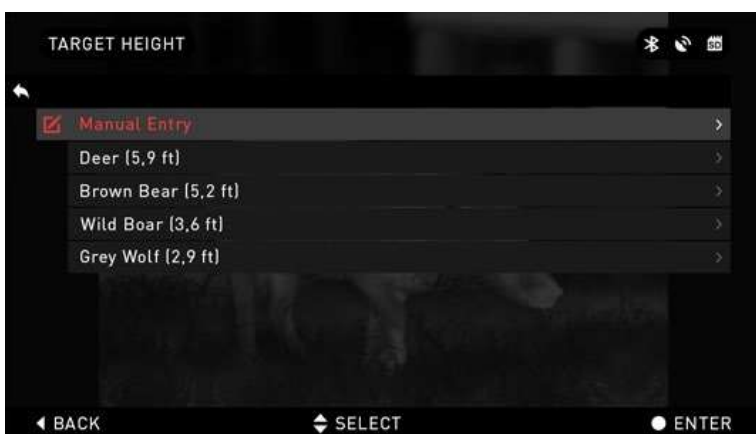 TARGET HEIGHT
SD
Manual Entry
Deer (5,9 ft)
Brown Bear (5,2 ft)
Wild Boar (3,6 ft)
Grey Wolf (2,9 ft)
BACK SELECT ENTER